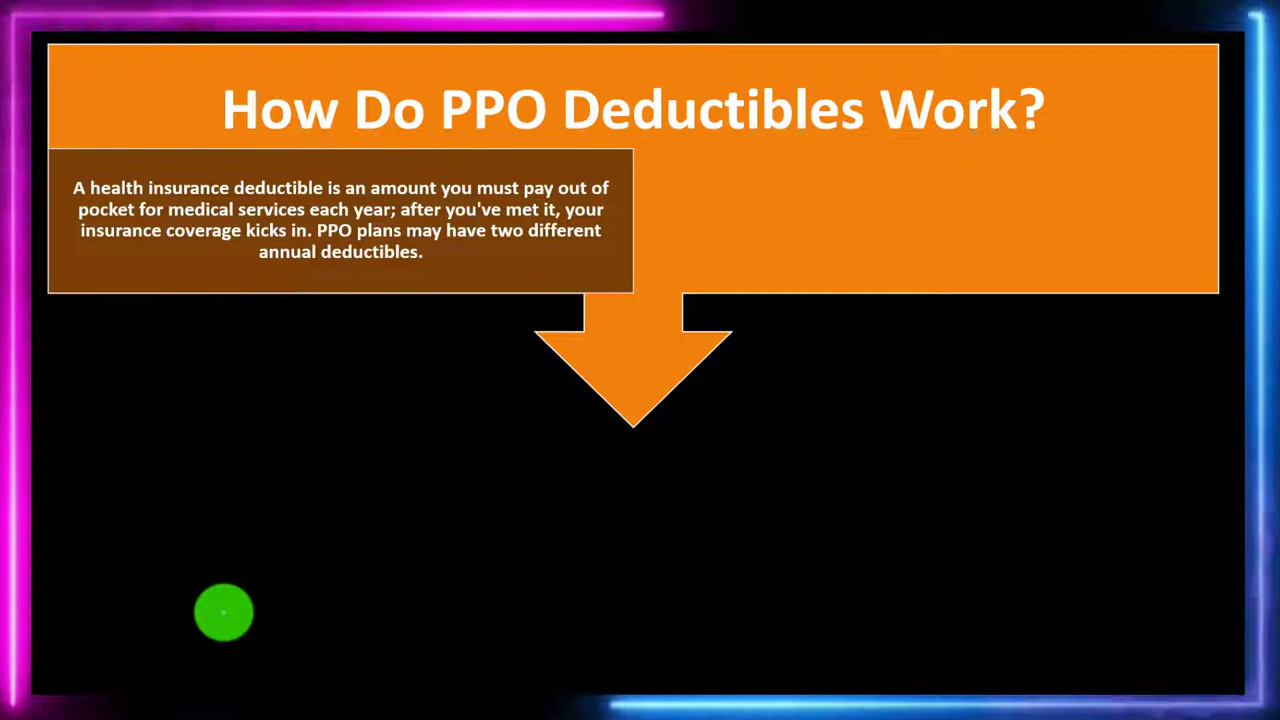 How Do PPO Deductibles Work?
A health insurance deductible is an amount you must pay out of
pocket for medical services each year; after you've met it, your
insurance coverage kicks in. PPO plans may have two different
annual deductibles.